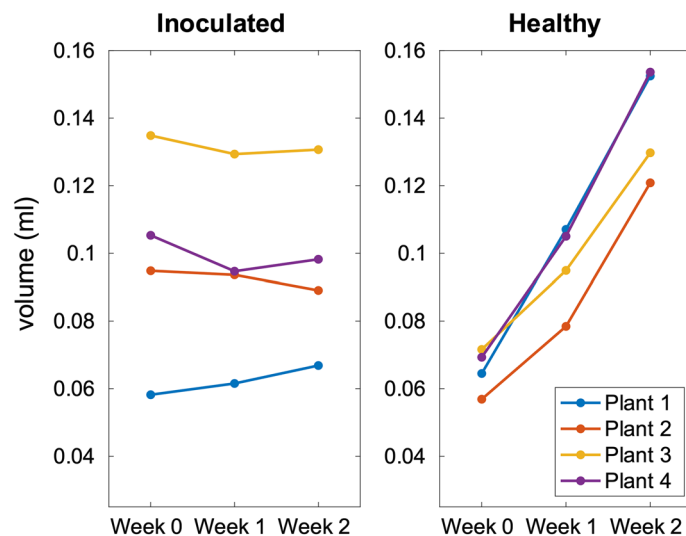 Inoculated
Healthy
volume (ml)
0.16
0.14
0.12
0.1
0.08
0.06
0.04
Week 0 Week 1 Week 2
0.16
0.14
0.12
0.1
0.08
0.06
0.04
Week 0 Week 1 Week 2
Plant 1
Plant 2
Plant 3
Plant 4